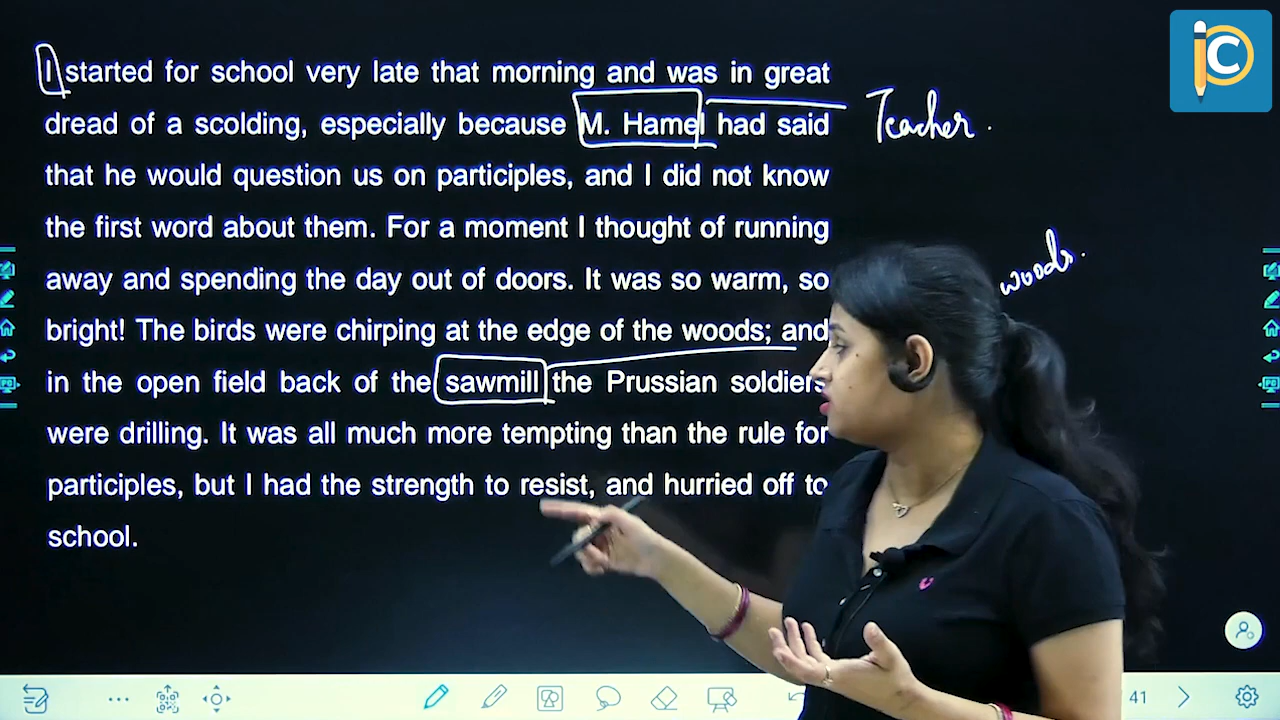 I started for school very late that morning and was in great
dread of a scolding, especially because M. Hamel had said
Teacher.
that he would question us on participles, and I did not know
the first word about them. For a moment I thought of running
away and spending the day out of doors. It was so warm, so
woods.
bright! The birds were chirping at the edge of the woods; and
in the open field back of the sawmill the Prussian soldiers
were drilling. It was all much more tempting than the rule for
participles, but I had the strength to resist, and hurried off to
school.
41